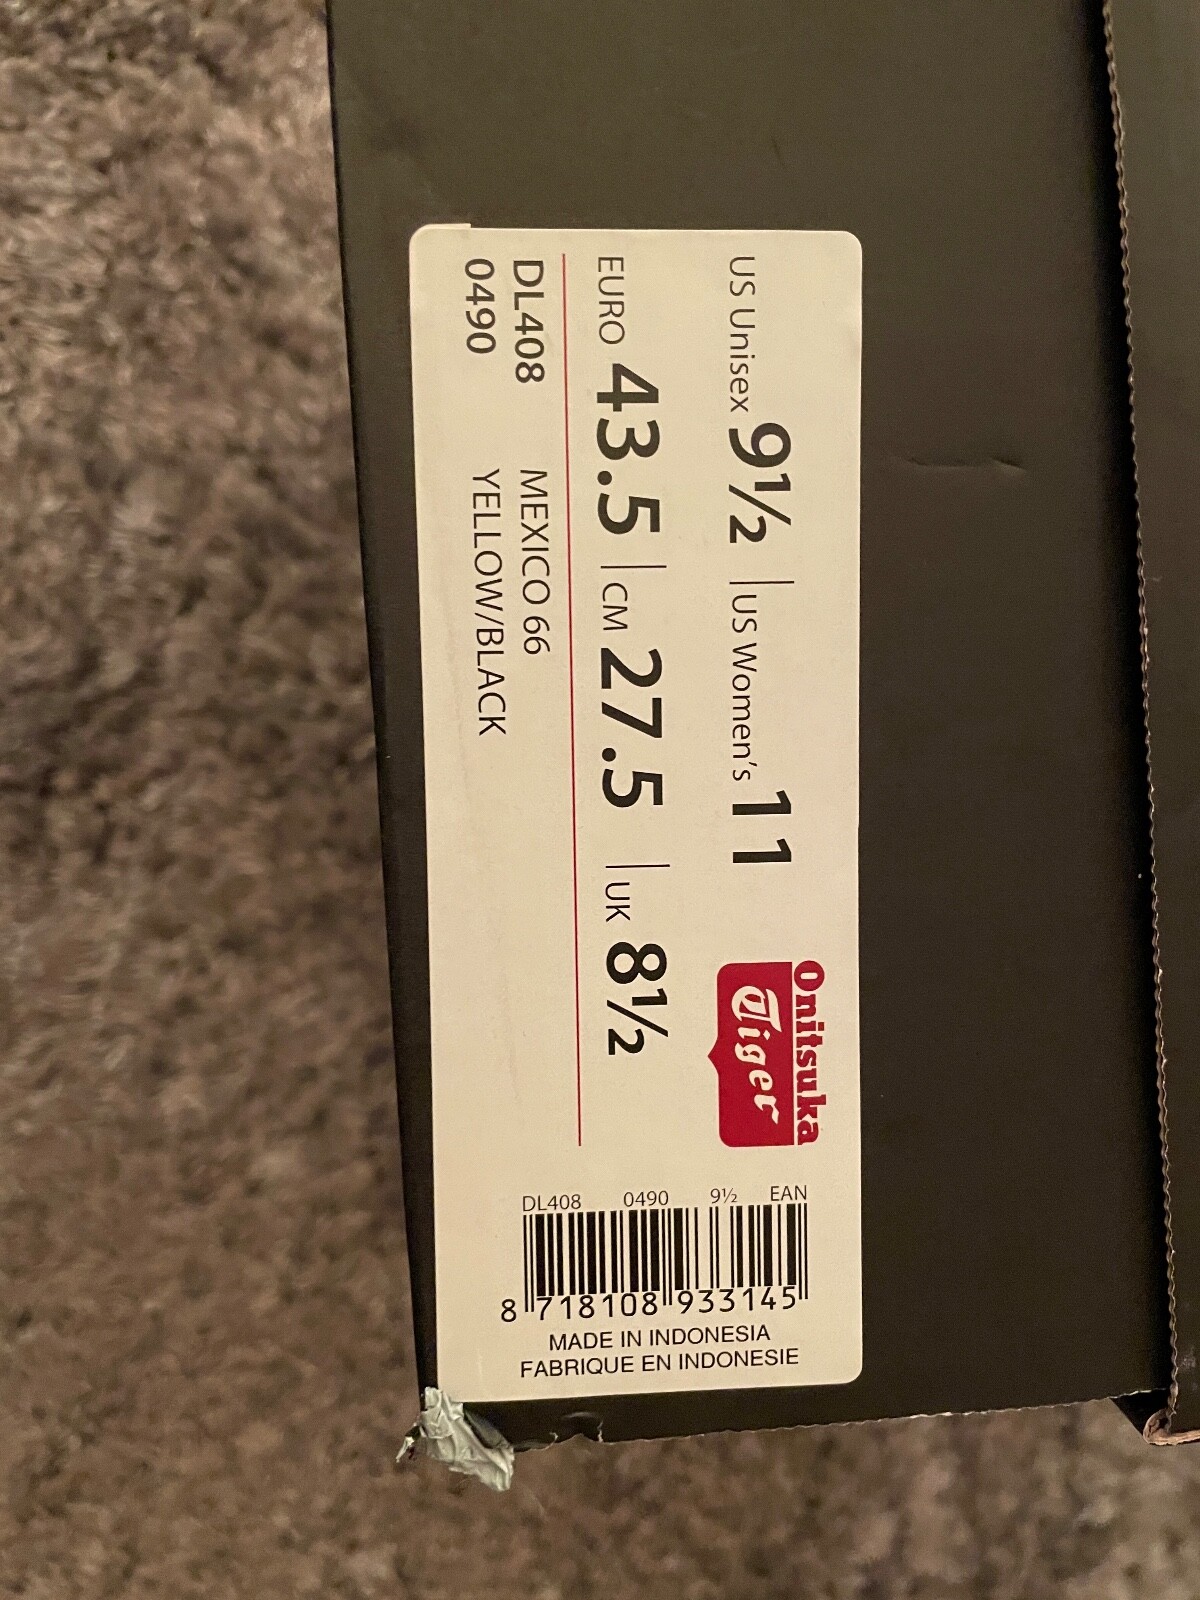 US Unisex 9½ | US Women's 11
Onitsuka
Tiger
EURO 43.5 | CM 27.5 | UK 8½
DL408 MEXICO 66
0490 YELLOW/BLACK
DL408 0490 9½ EAN
8 718108 933145
MADE IN INDONESIA
FABRIQUE EN INDONESIE